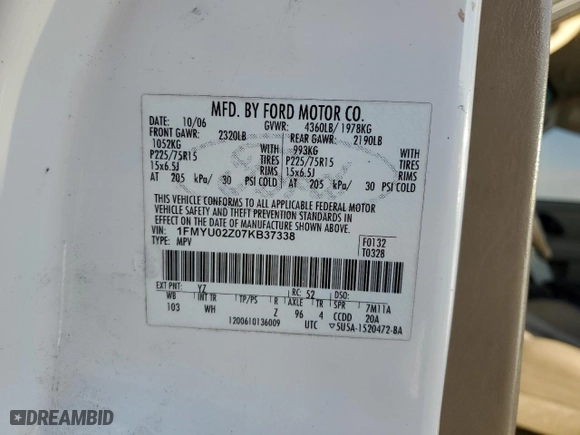 MFD. BY FORD MOTOR CO.
10/06 GVWR: 4360LB/1978KG
FRONT GAWR: 2320LB REAR GAWR: 2190LB
1052KG WITH 993KG WITH
P225/75R15 TIRES P225/75R15 TIRES
15x6.5J RIMS 15x6.5J RIMS
AT 205 kPa/ 30 PSI COLD AT 205 kPa/ 30 PSI COLD
THIS VEHICLE CONFORMS TO ALL APPLICABLE FEDERAL MOTOR
VEHICLE SAFETY AND THEFT PREVENTION STANDARDS IN
EFFECT ON THE DATE OF MANUFACTURE SHOWN ABOVE.
VIN: 1FMYU02Z07KB37338 F0132
TYPE: MPV T0328
EXT PNT: YZ RC: 52 DSO:
WB INT TR TP/PS R AXLE TR SPR 7M11A
103 WH Z 96 4 CCDD 20A
1200610136009 UTC ▽5U5A-1520472-BA
Ford
DREAMBID